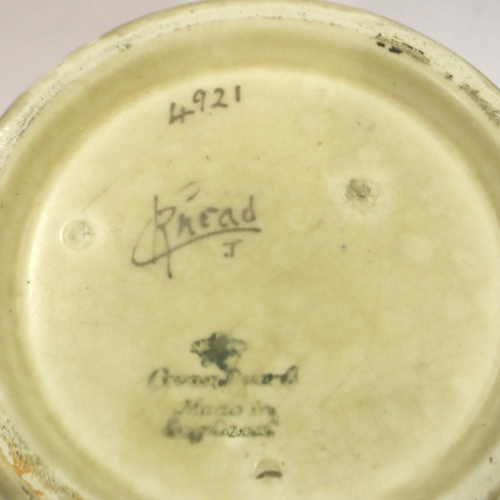 4921
Rhead
J
Crown Ducal
Made in
England